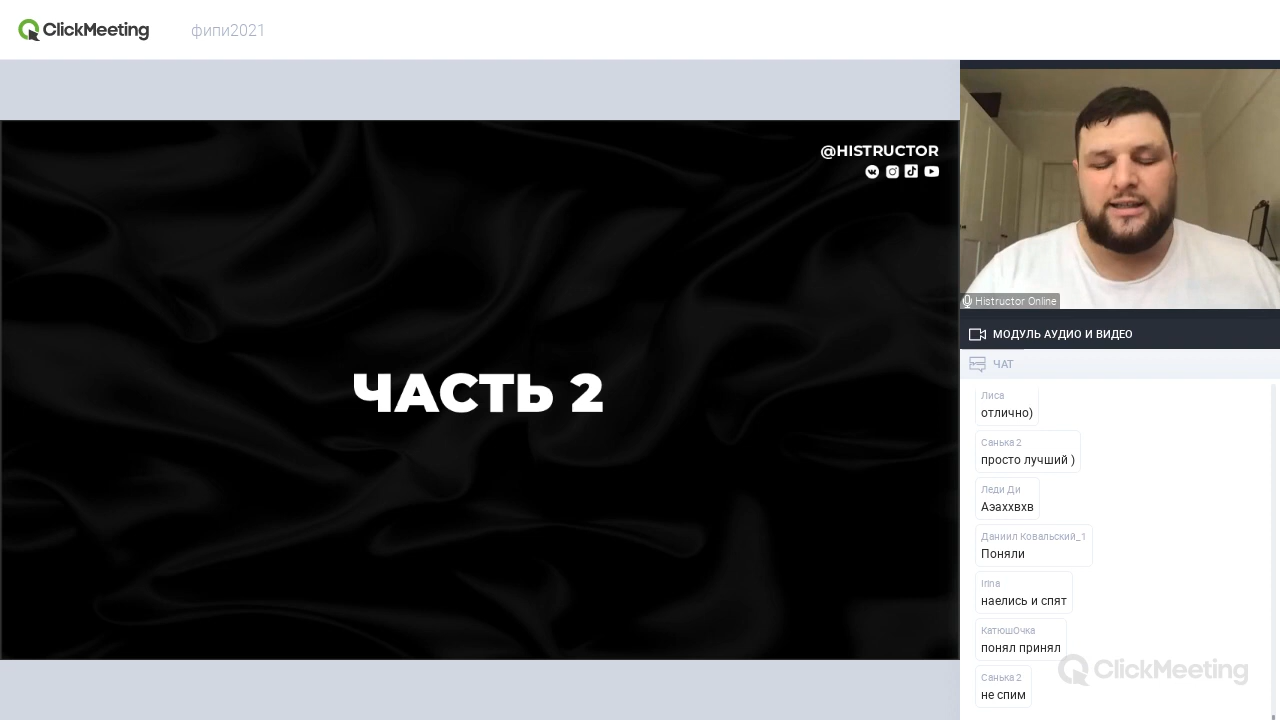 ClickMeeting
фипи2021
@HISTRUCTOR
ЧАСТЬ 2
Histructor Online
МОДУЛЬ АУДИО И ВИДЕО
ЧАТ
Лиса
отлично)
Санька 2
просто лучший )
Леди Ди
Аэаххвхв
Даниил Ковальский_1
Поняли
Irina
наелись и спят
КатюшОчка
понял принял
Санька 2
не спим
ClickMeeting